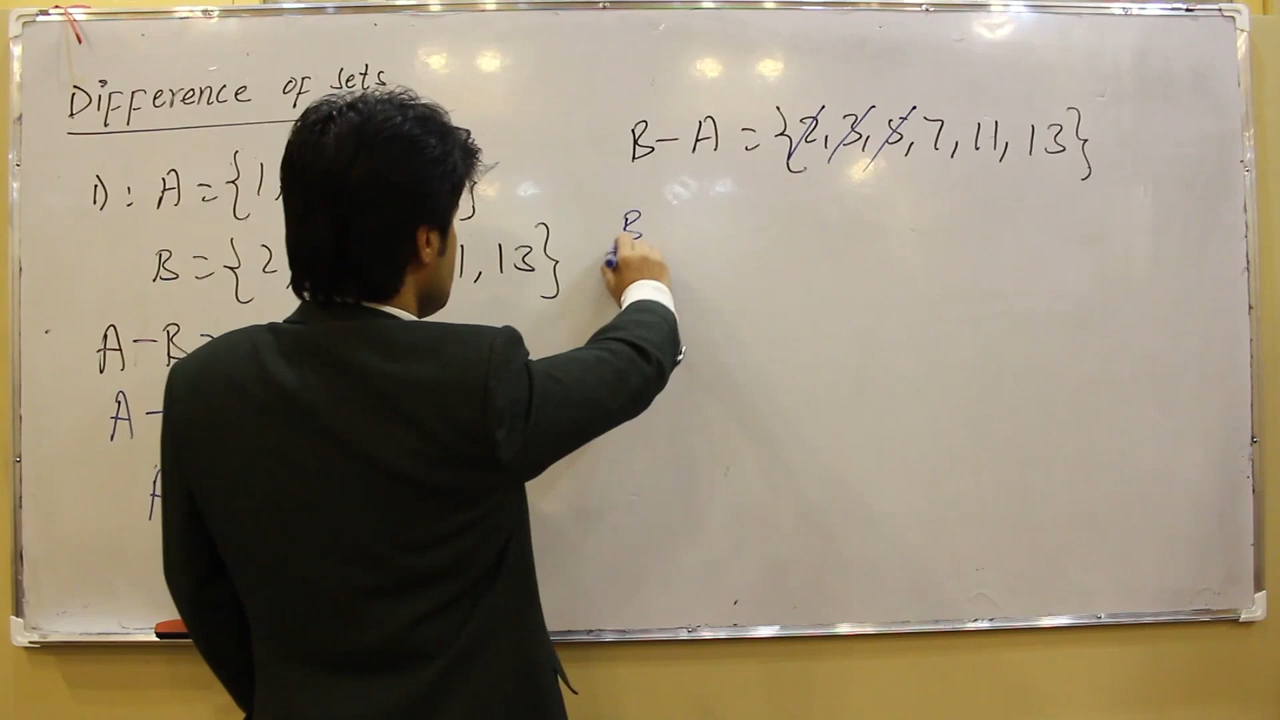 Difference of sets
1): A = {1, }
B = {2 1, 13}
A - B =
A -
B - A = {2, 3, 5, 7, 11, 13}
B